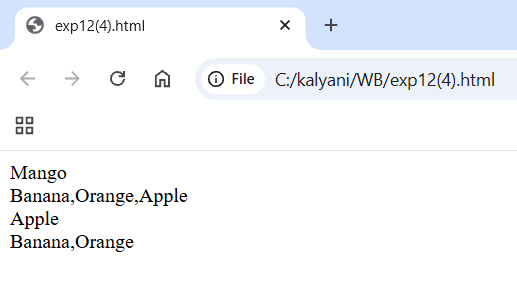 exp12(4).html
File C:/kalyani/WB/exp12(4).html
Mango
Banana,Orange,Apple
Apple
Banana,Orange